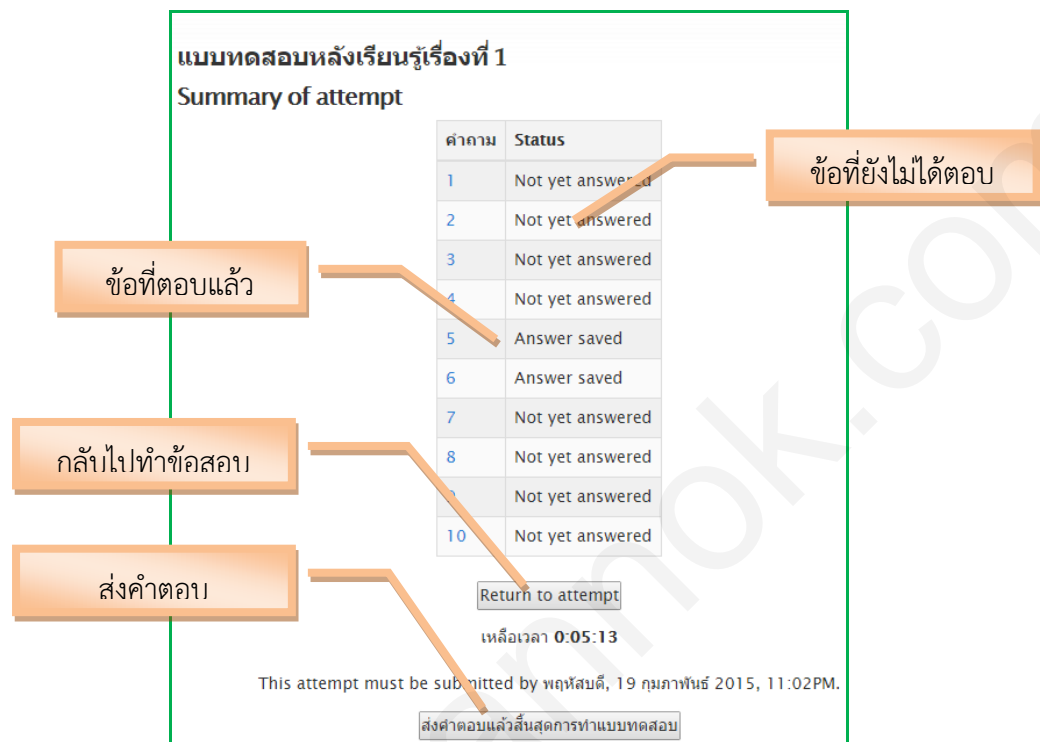 แบบทดสอบหลังเรียนรู้เรื่องที่ 1
Summary of attempt
คำถาม Status
1 Not yet answered
ข้อที่ยังไม่ได้ตอบ
2 Not yet answered
3 Not yet answered
ข้อที่ตอบแล้ว
4 Not yet answered
5 Answer saved
6 Answer saved
7 Not yet answered
กลับไปทำข้อสอบ
8 Not yet answered
9 Not yet answered
10 Not yet answered
ส่งคำตอบ
Return to attempt
เหลือเวลา 0:05:13
This attempt must be submitted by พฤหัสบดี, 19 กุมภาพันธ์ 2015, 11:02PM.
ส่งคำตอบแล้วสิ้นสุดการทำแบบทดสอบ